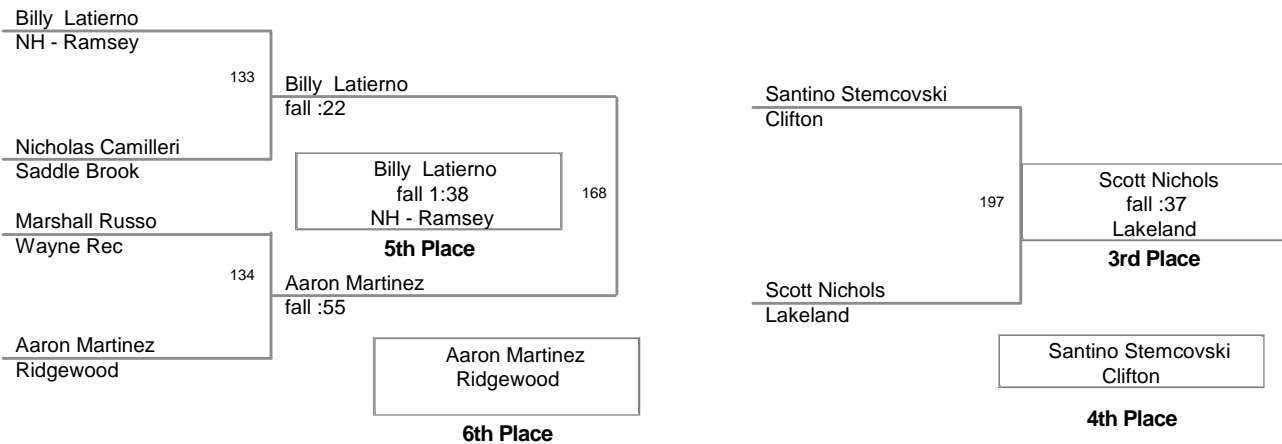 Billy Latierno
NH - Ramsey
133
Billy Latierno
fall :22
Nicholas Camilleri
Saddle Brook
Billy Latierno
fall 1:38
NH - Ramsey
5th Place
168
Marshall Russo
Wayne Rec
134
Aaron Martinez
fall :55
Aaron Martinez
Ridgewood
Aaron Martinez
Ridgewood
6th Place
Santino Stemcovski
Clifton
197
Scott Nichols
fall :37
Lakeland
3rd Place
Scott Nichols
Lakeland
Santino Stemcovski
Clifton
4th Place